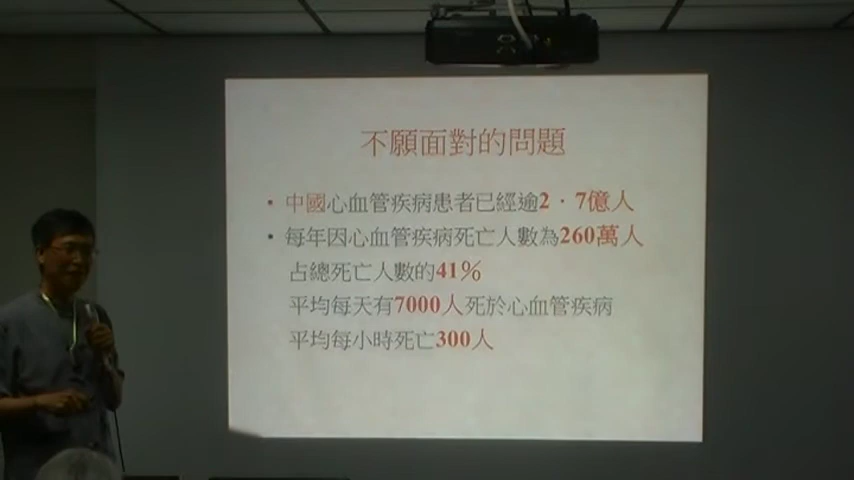 不願面對的問題
• 中國心血管疾病患者已經逾2．7億人
• 每年因心血管疾病死亡人數為260萬人
占總死亡人數的41%
平均每天有7000人死於心血管疾病
平均每小時死亡300人